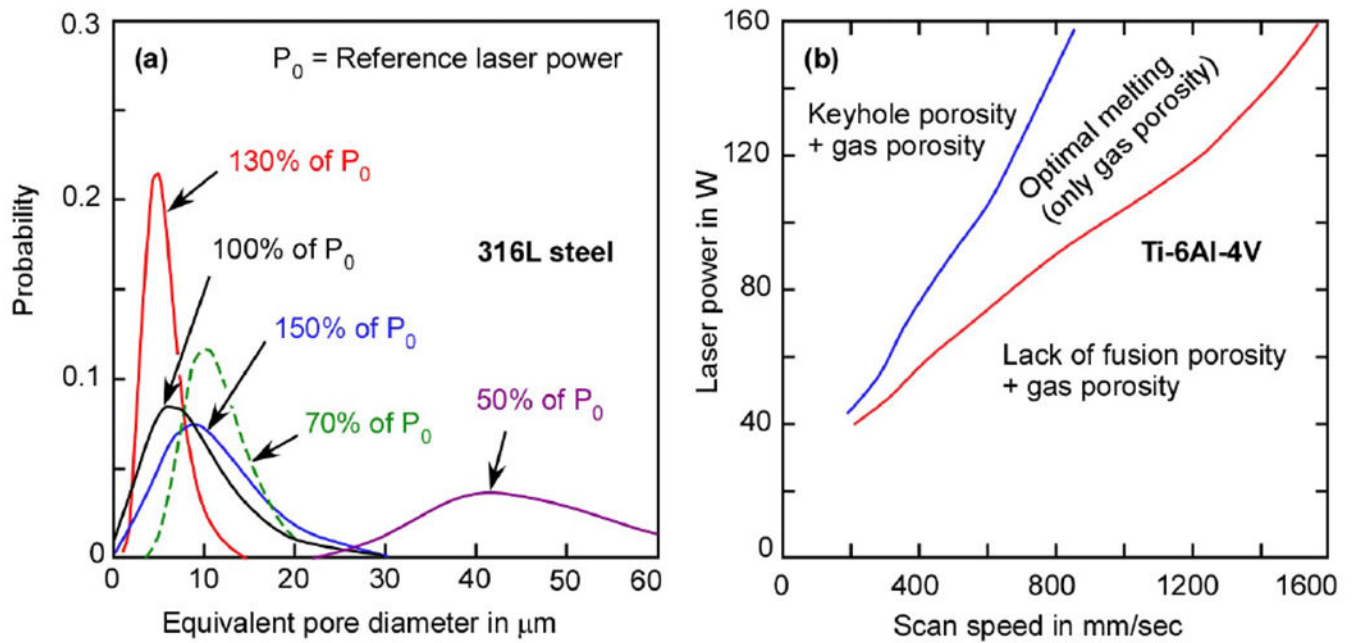 (a)
P₀ = Reference laser power
130% of P₀
100% of P₀
316L steel
150% of P₀
70% of P₀
50% of P₀
Probability
0.3
0.2
0.1
0
0 10 20 30 40 50 60
Equivalent pore diameter in μm
(b)
Keyhole porosity
+ gas porosity
Optimal melting
(only gas porosity)
Ti-6Al-4V
Lack of fusion porosity
+ gas porosity
Laser power in W
160
120
80
40
0
0 400 800 1200 1600
Scan speed in mm/sec